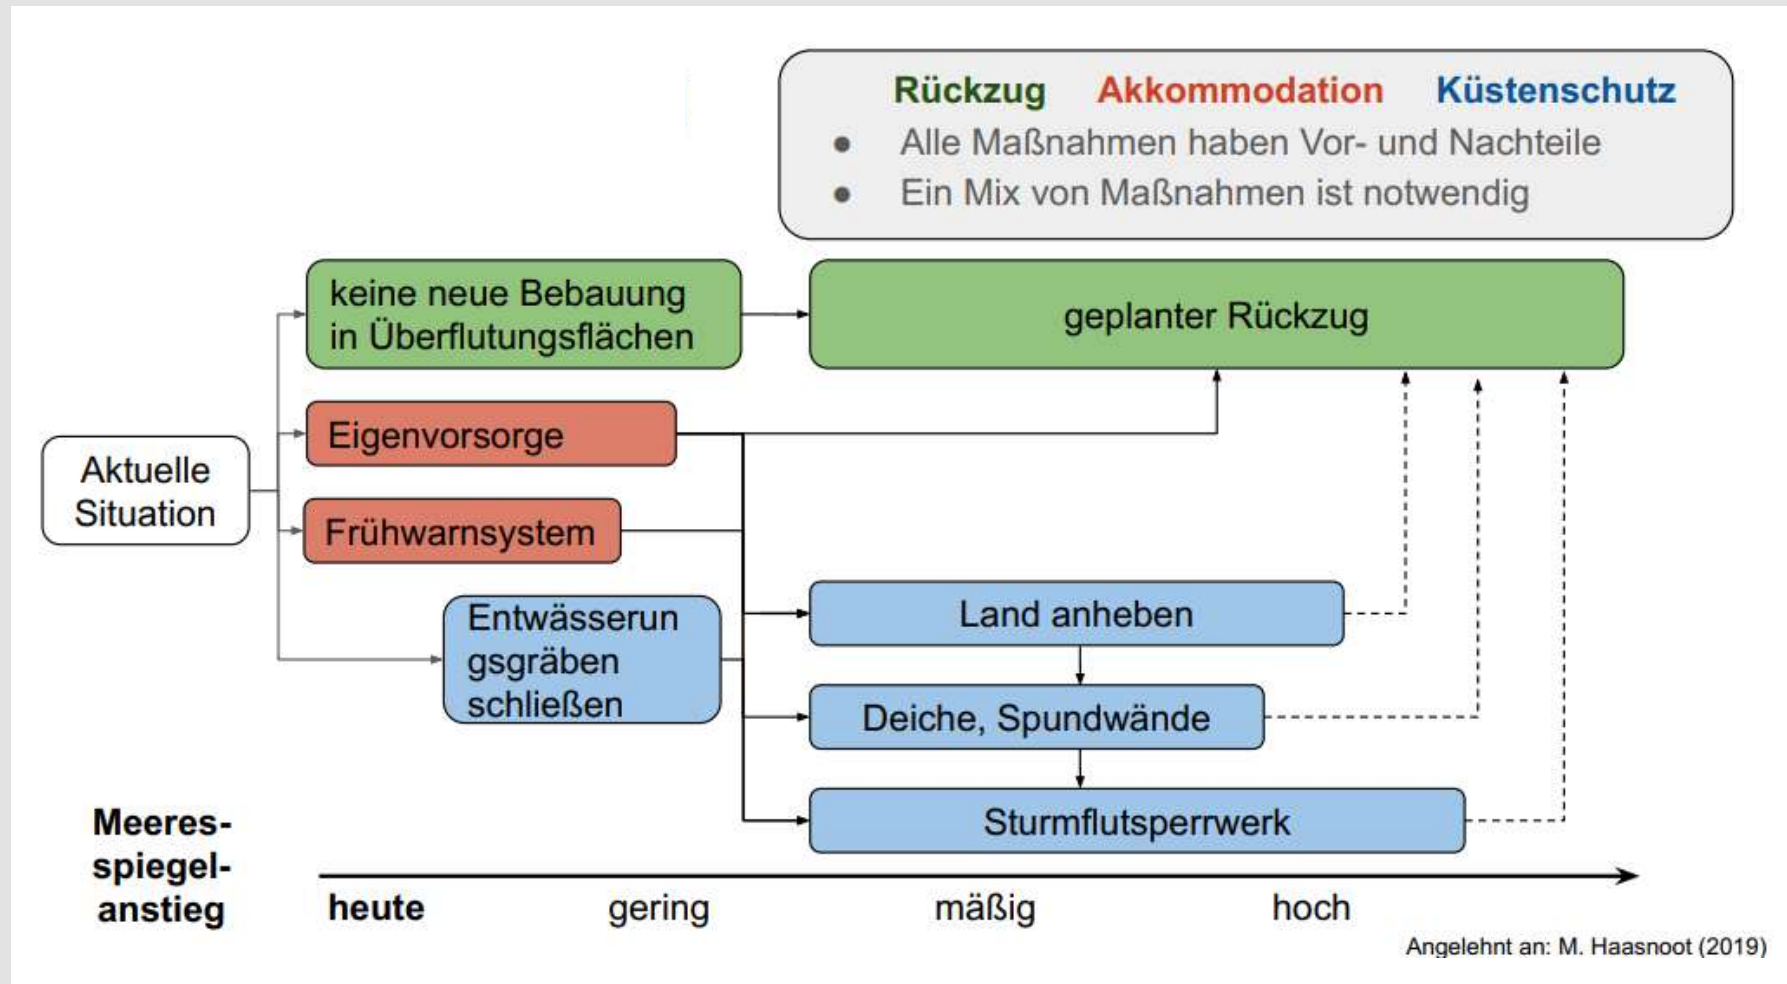 Rückzug Akkommodation Küstenschutz
● Alle Maßnahmen haben Vor- und Nachteile
● Ein Mix von Maßnahmen ist notwendig
keine neue Bebauung
in Überflutungsflächen
geplanter Rückzug
Eigenvorsorge
Aktuelle
Situation
Frühwarnsystem
Entwässerun
gsgräben
schließen
Land anheben
Deiche, Spundwände
Sturmflutsperrwerk
Meeres-
spiegel-
anstieg
heute gering mäßig hoch
Angelehnt an: M. Haasnoot (2019)